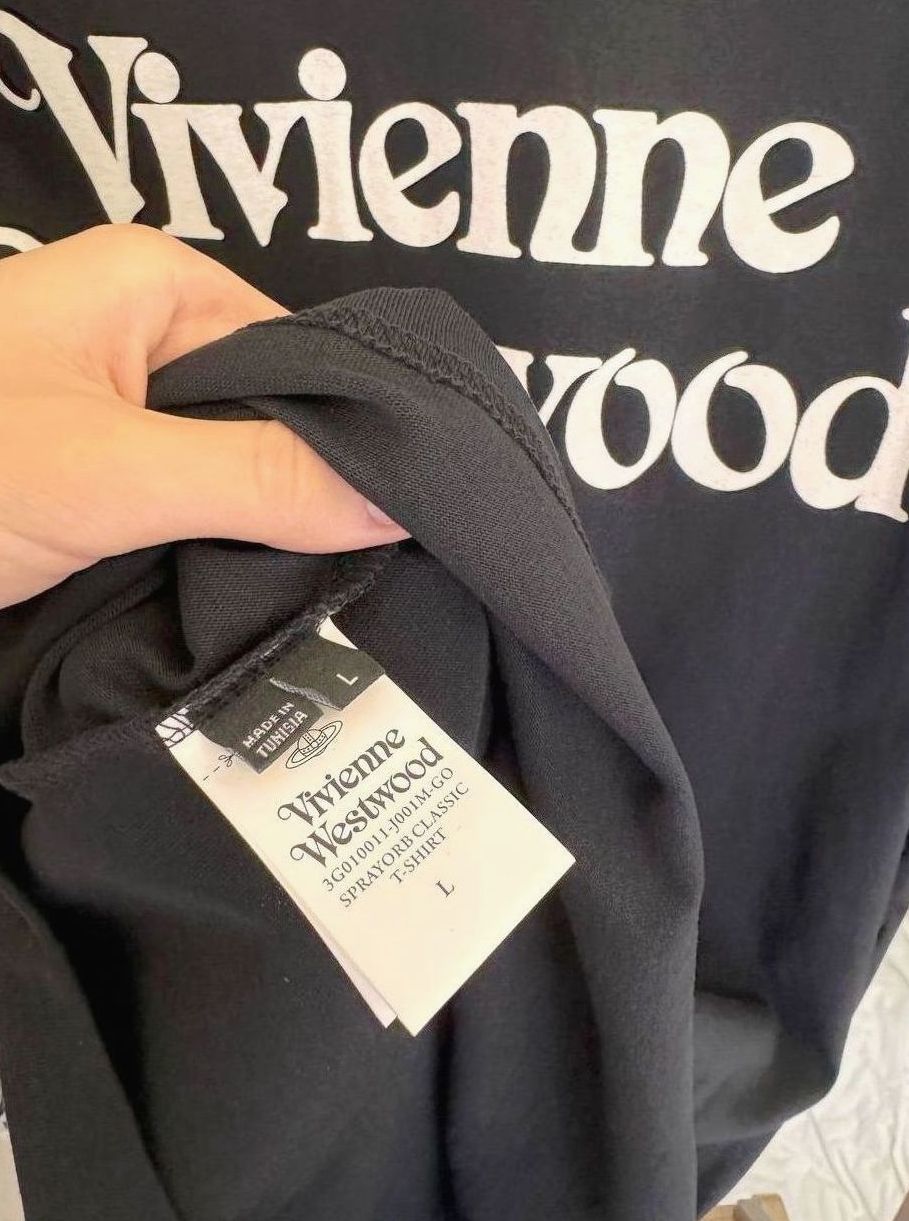 Vivienne
wood
L
MADE IN
TUNISIA
Vivienne
Westwood
3G010011-J001M-GO
SPRAYORB CLASSIC
T-SHIRT
L